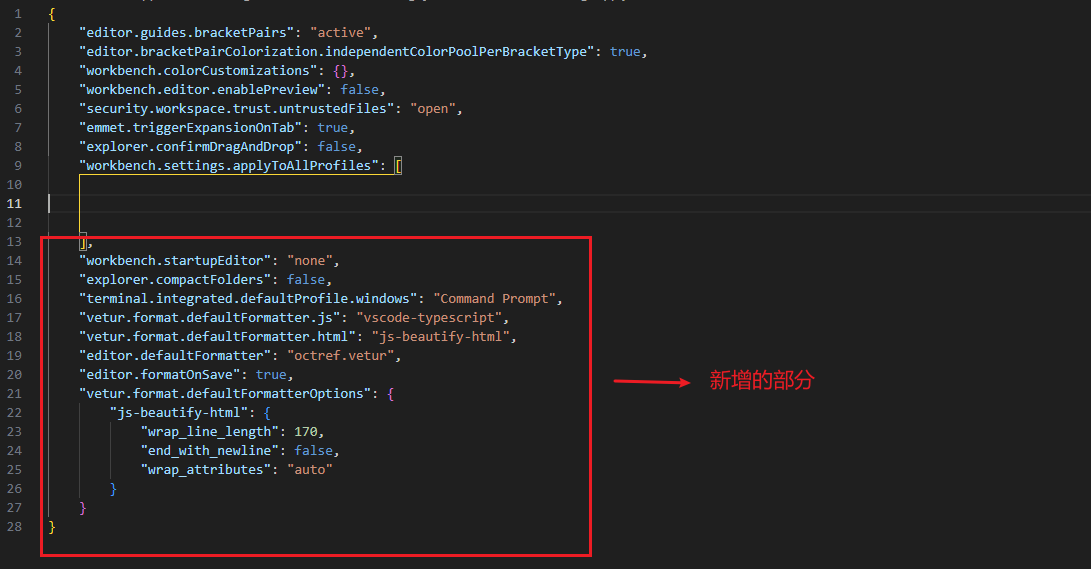 1 {
2 "editor.guides.bracketPairs": "active",
3 "editor.bracketPairColorization.independentColorPoolPerBracketType": true,
4 "workbench.colorCustomizations": {},
5 "workbench.editor.enablePreview": false,
6 "security.workspace.trust.untrustedFiles": "open",
7 "emmet.triggerExpansionOnTab": true,
8 "explorer.confirmDragAndDrop": false,
9 "workbench.settings.applyToAllProfiles": [
10
11
12
13 ],
14 "workbench.startupEditor": "none",
15 "explorer.compactFolders": false,
16 "terminal.integrated.defaultProfile.windows": "Command Prompt",
17 "vetur.format.defaultFormatter.js": "vscode-typescript",
18 "vetur.format.defaultFormatter.html": "js-beautify-html",
19 "editor.defaultFormatter": "octref.vetur",
20 "editor.formatOnSave": true,
21 "vetur.format.defaultFormatterOptions": {
22 "js-beautify-html": {
23 "wrap_line_length": 170,
24 "end_with_newline": false,
25 "wrap_attributes": "auto"
26 }
27 }
28 }
新增的部分